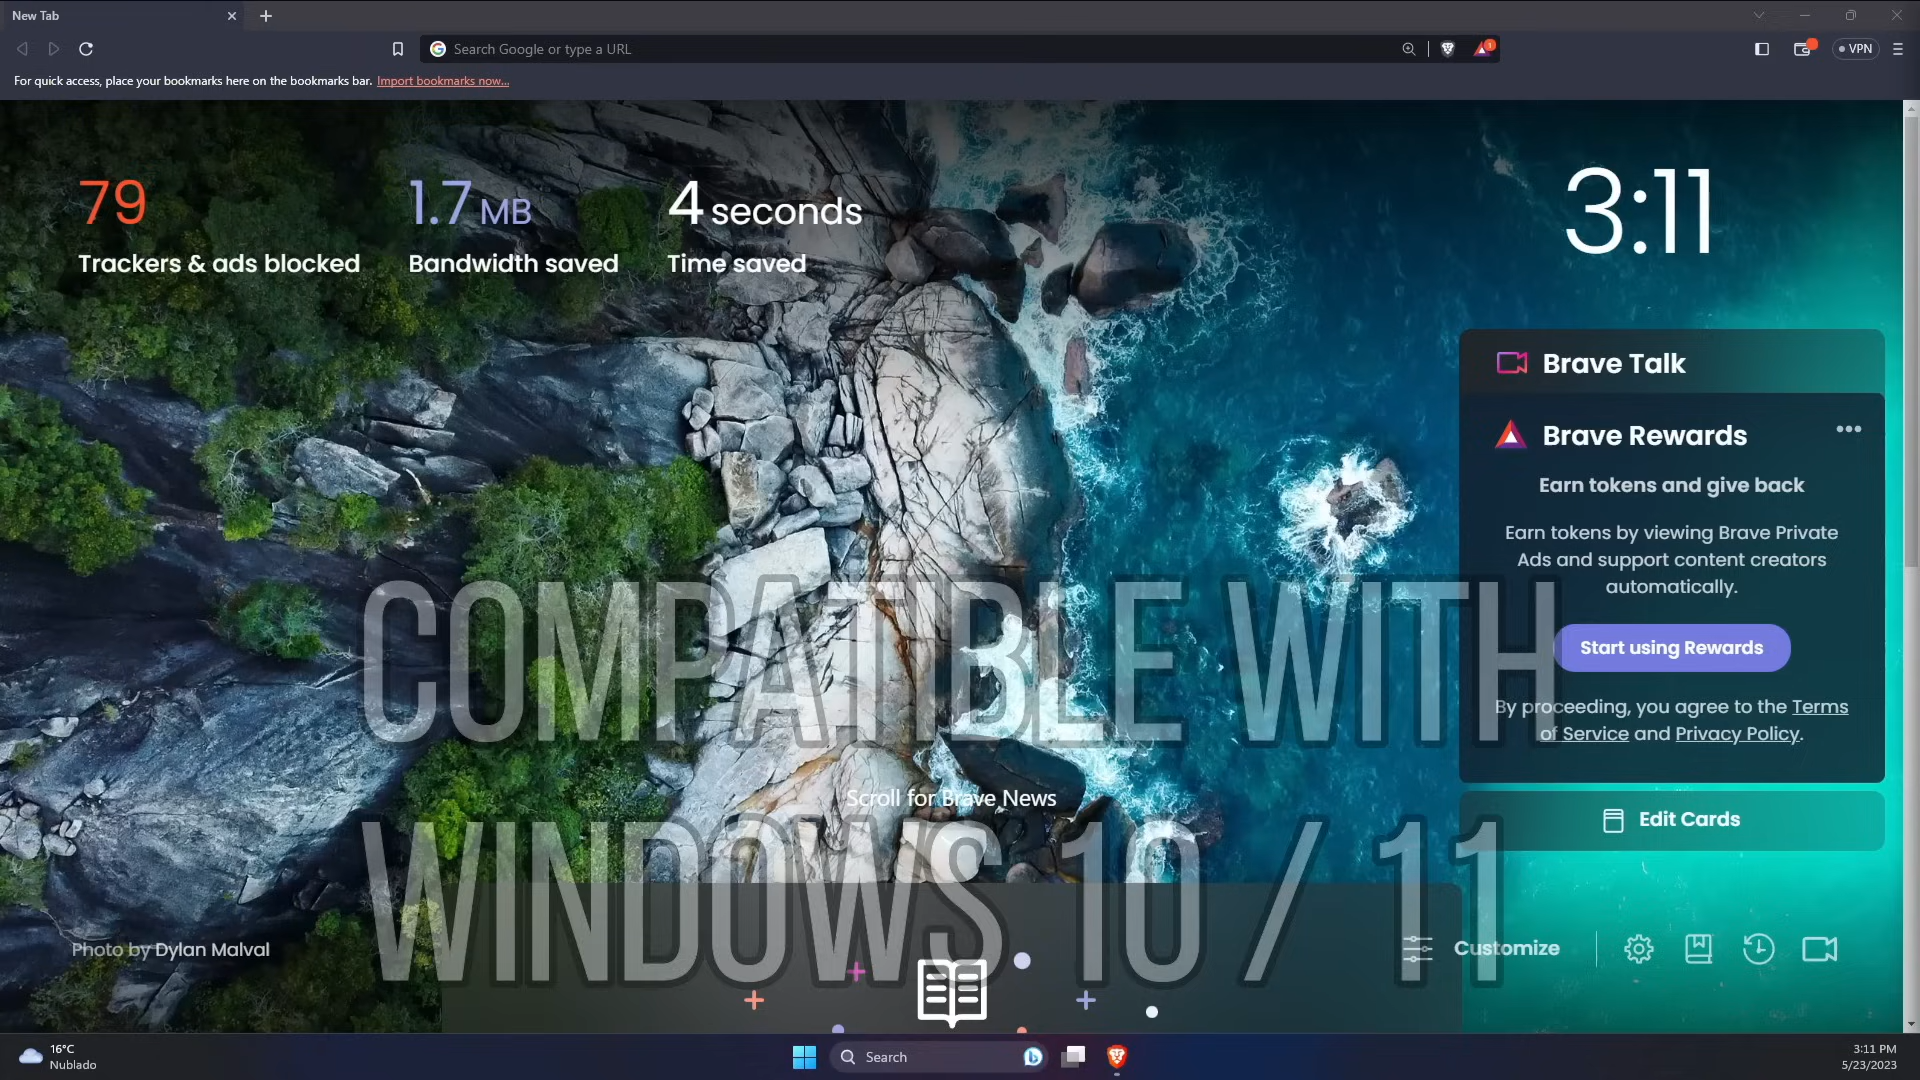 New Tab
Search Google or type a URL
1
VPN
For quick access, place your bookmarks here on the bookmarks bar. Import bookmarks now...
79
Trackers & ads blocked
1.7 MB
Bandwidth saved
4 seconds
Time saved
3:11
Brave Talk
Brave Rewards
Earn tokens and give back
Earn tokens by viewing Brave Private
Ads and support content creators
automatically.
Start using Rewards
By proceeding, you agree to the Terms
of Service and Privacy Policy.
COMPATIBLE WITH
WINDOWS 10 / 11
Scroll for Brave News
Edit Cards
Photo by Dylan Malval
Customize
16°C
Nublado
Search
3:11 PM
5/23/2023